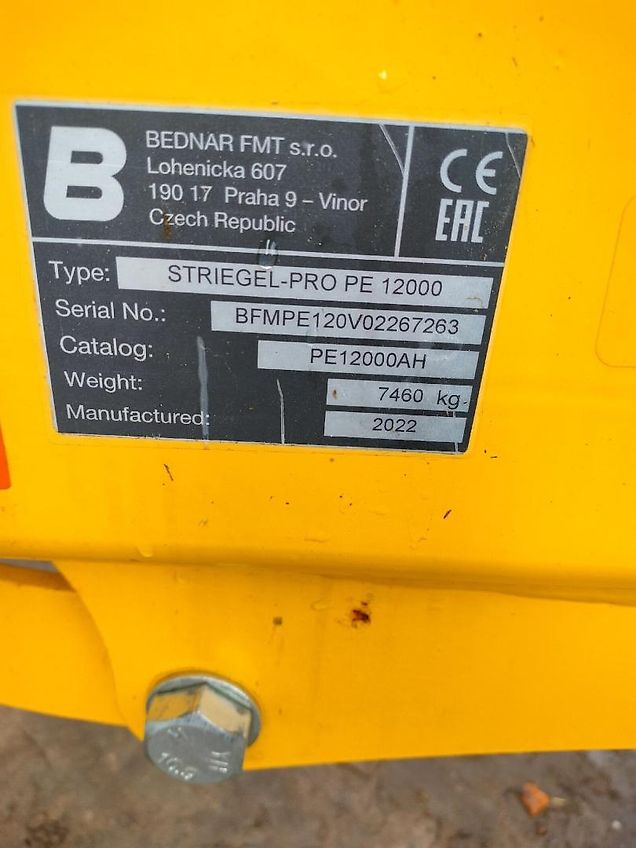 B
BEDNAR FMT s.r.o.
Lohenicka 607
190 17 Praha 9 – Vinor
Czech Republic
CE
EAC
Type: STRIEGEL-PRO PE 12000
Serial No.: BFMPE120V02267263
Catalog: PE12000AH
Weight: 7460 kg
Manufactured: 2022